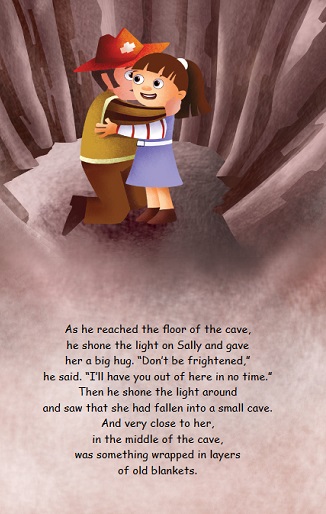 As he reached the floor of the cave,
he shone the light on Sally and gave
her a big hug. “Don’t be frightened,”
he said. “I’ll have you out of here in no time.”
Then he shone the light around
and saw that she had fallen into a small cave.
And very close to her,
in the middle of the cave,
was something wrapped in layers
of old blankets.